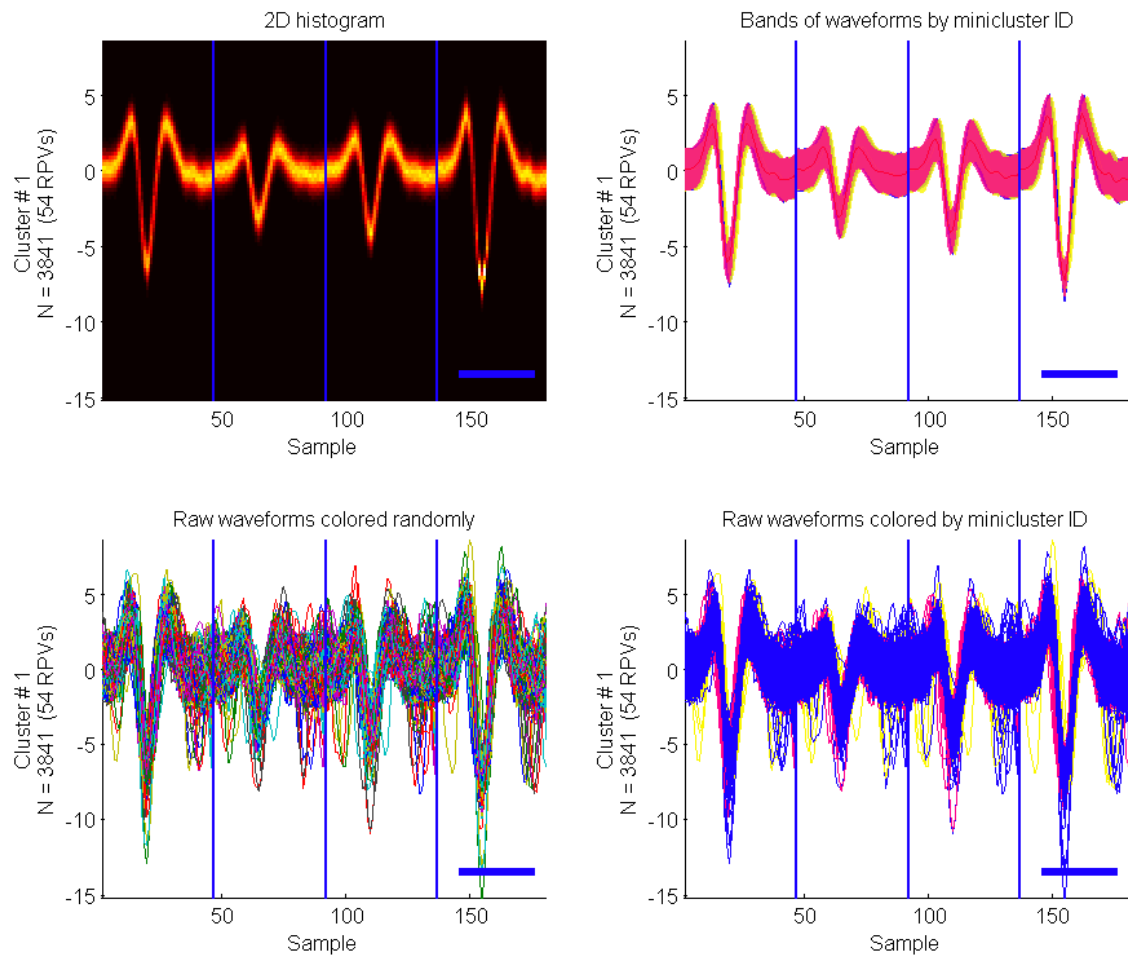 2D histogram
5
0
-5
-10
-15
Cluster # 1
N = 3841 (54 RPVs)
50
100
150
Sample
Bands of waveforms by minicluster ID
5
0
-5
-10
-15
Cluster # 1
N = 3841 (54 RPVs)
50
100
150
Sample
Raw waveforms colored randomly
5
0
-5
-10
-15
Cluster # 1
N = 3841 (54 RPVs)
50
100
150
Sample
Raw waveforms colored by minicluster ID
5
0
-5
-10
-15
Cluster # 1
N = 3841 (54 RPVs)
50
100
150
Sample